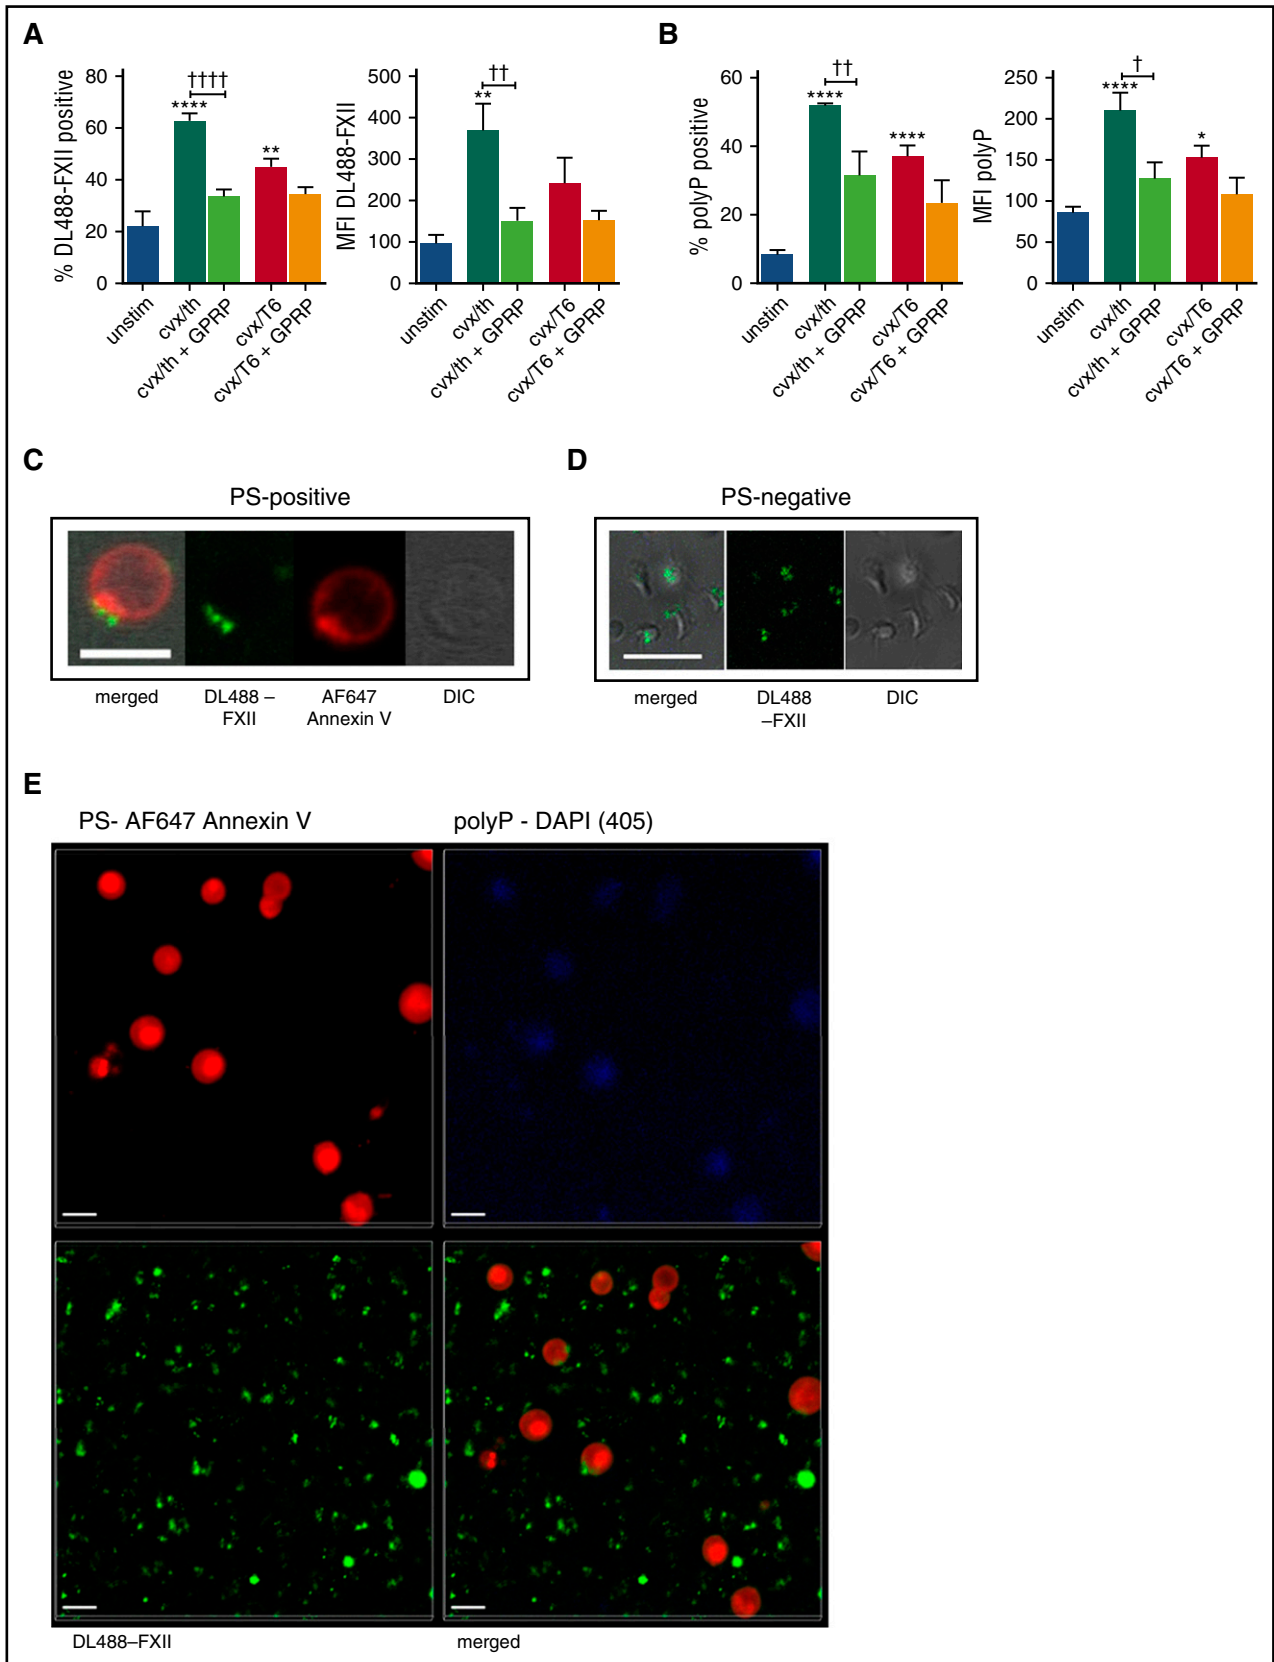 A
B
% DL488-FXII positive
80
60
40
20
0
****
††††
**
unstim
cvx/th
cvx/th + GPRP
cvx/T6
cvx/T6 + GPRP
MFI DL488-FXII
500
400
300
200
100
0
**
††
unstim
cvx/th
cvx/th + GPRP
cvx/T6
cvx/T6 + GPRP
% polyP positive
60
40
20
0
****
††
****
unstim
cvx/th
cvx/th + GPRP
cvx/T6
cvx/T6 + GPRP
MFI polyP
250
200
150
100
50
0
****
†
*
unstim
cvx/th
cvx/th + GPRP
cvx/T6
cvx/T6 + GPRP
C
PS-positive
merged
DL488 –
FXII
AF647
Annexin V
DIC
D
PS-negative
merged
DL488
–FXII
DIC
E
PS- AF647 Annexin V
polyP - DAPI (405)
DL488–FXII
merged